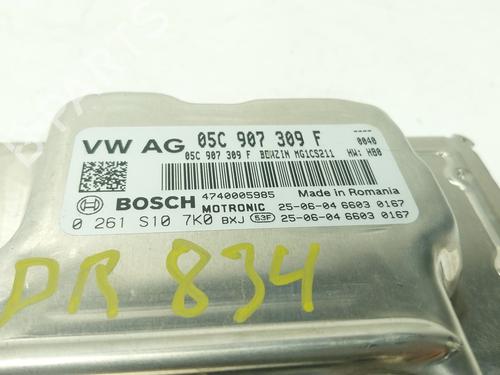 VW AG 05C 907 309 F
05C 907 309 F BENZIN MG1CS211
0040
HW: H80
BOSCH 4740005985 Made in Romania
MOTRONIC 25-06-04 6603 0167
0 261 S10 7K0 BXJ 53F 25-06-04 6603 0167
DR 834